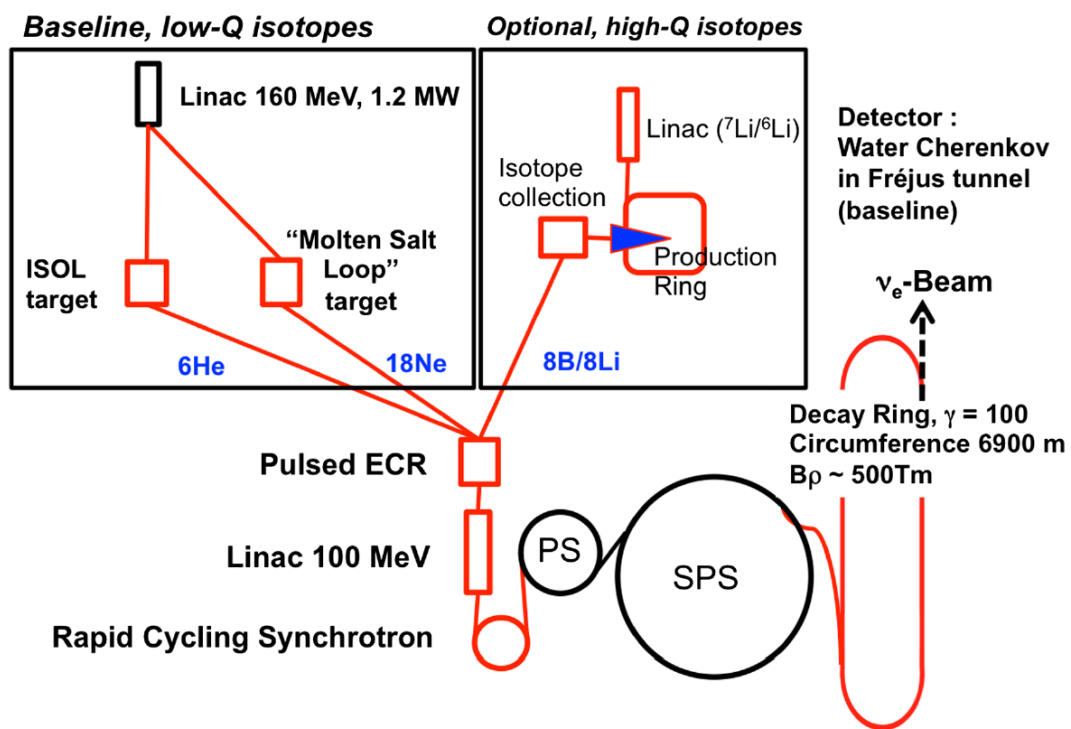 Baseline, low-Q isotopes
Optional, high-Q isotopes
Linac 160 MeV, 1.2 MW
ISOL
target
“Molten Salt
Loop”
target
6He
18Ne
Linac (⁷Li/⁶Li)
Isotope
collection
Production
Ring
8B/8Li
Detector :
Water Cherenkov
in Fréjus tunnel
(baseline)
νₑ-Beam
Decay Ring, γ = 100
Circumference 6900 m
Bρ ~ 500Tm
Pulsed ECR
Linac 100 MeV
PS
SPS
Rapid Cycling Synchrotron